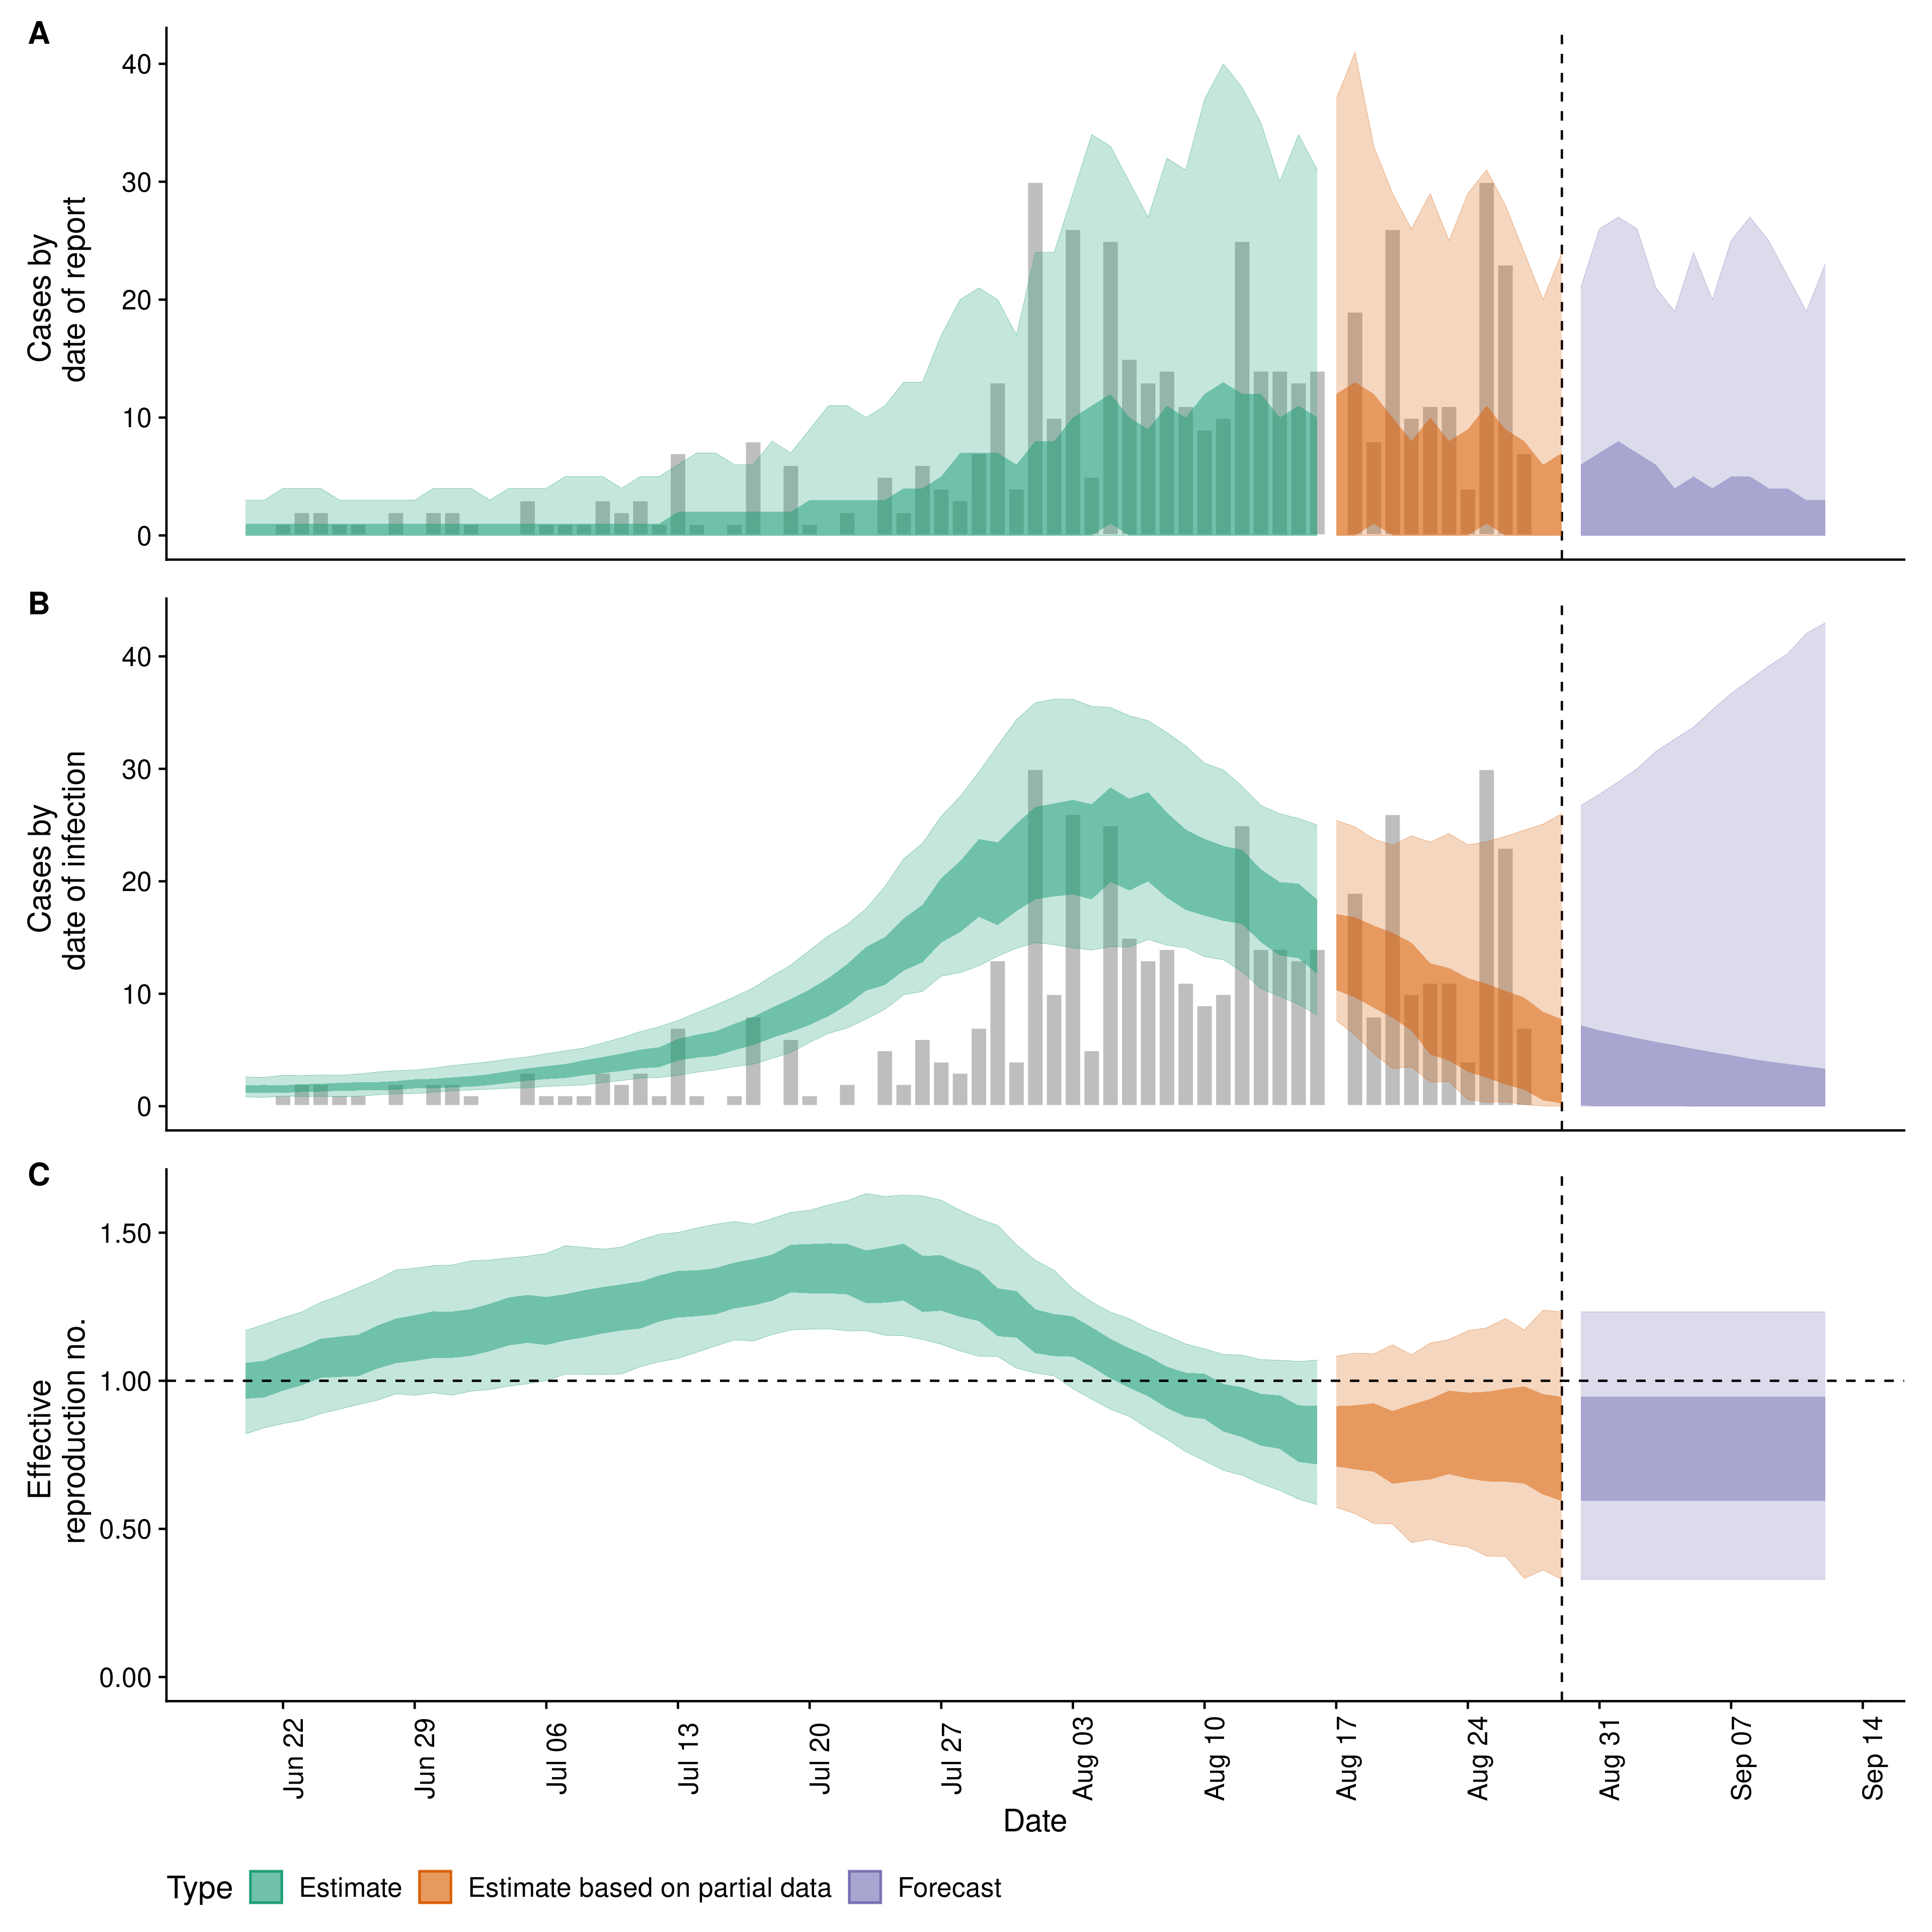 A
Cases by
date of report
40
30
20
10
0
B
Cases by
date of infection
40
30
20
10
0
C
Effective
reproduction no.
1.50
1.00
0.50
0.00
Jun 22
Jun 29
Jul 06
Jul 13
Jul 20
Jul 27
Aug 03
Aug 10
Aug 17
Aug 24
Aug 31
Sep 07
Sep 14
Date
Type Estimate Estimate based on partial data Forecast